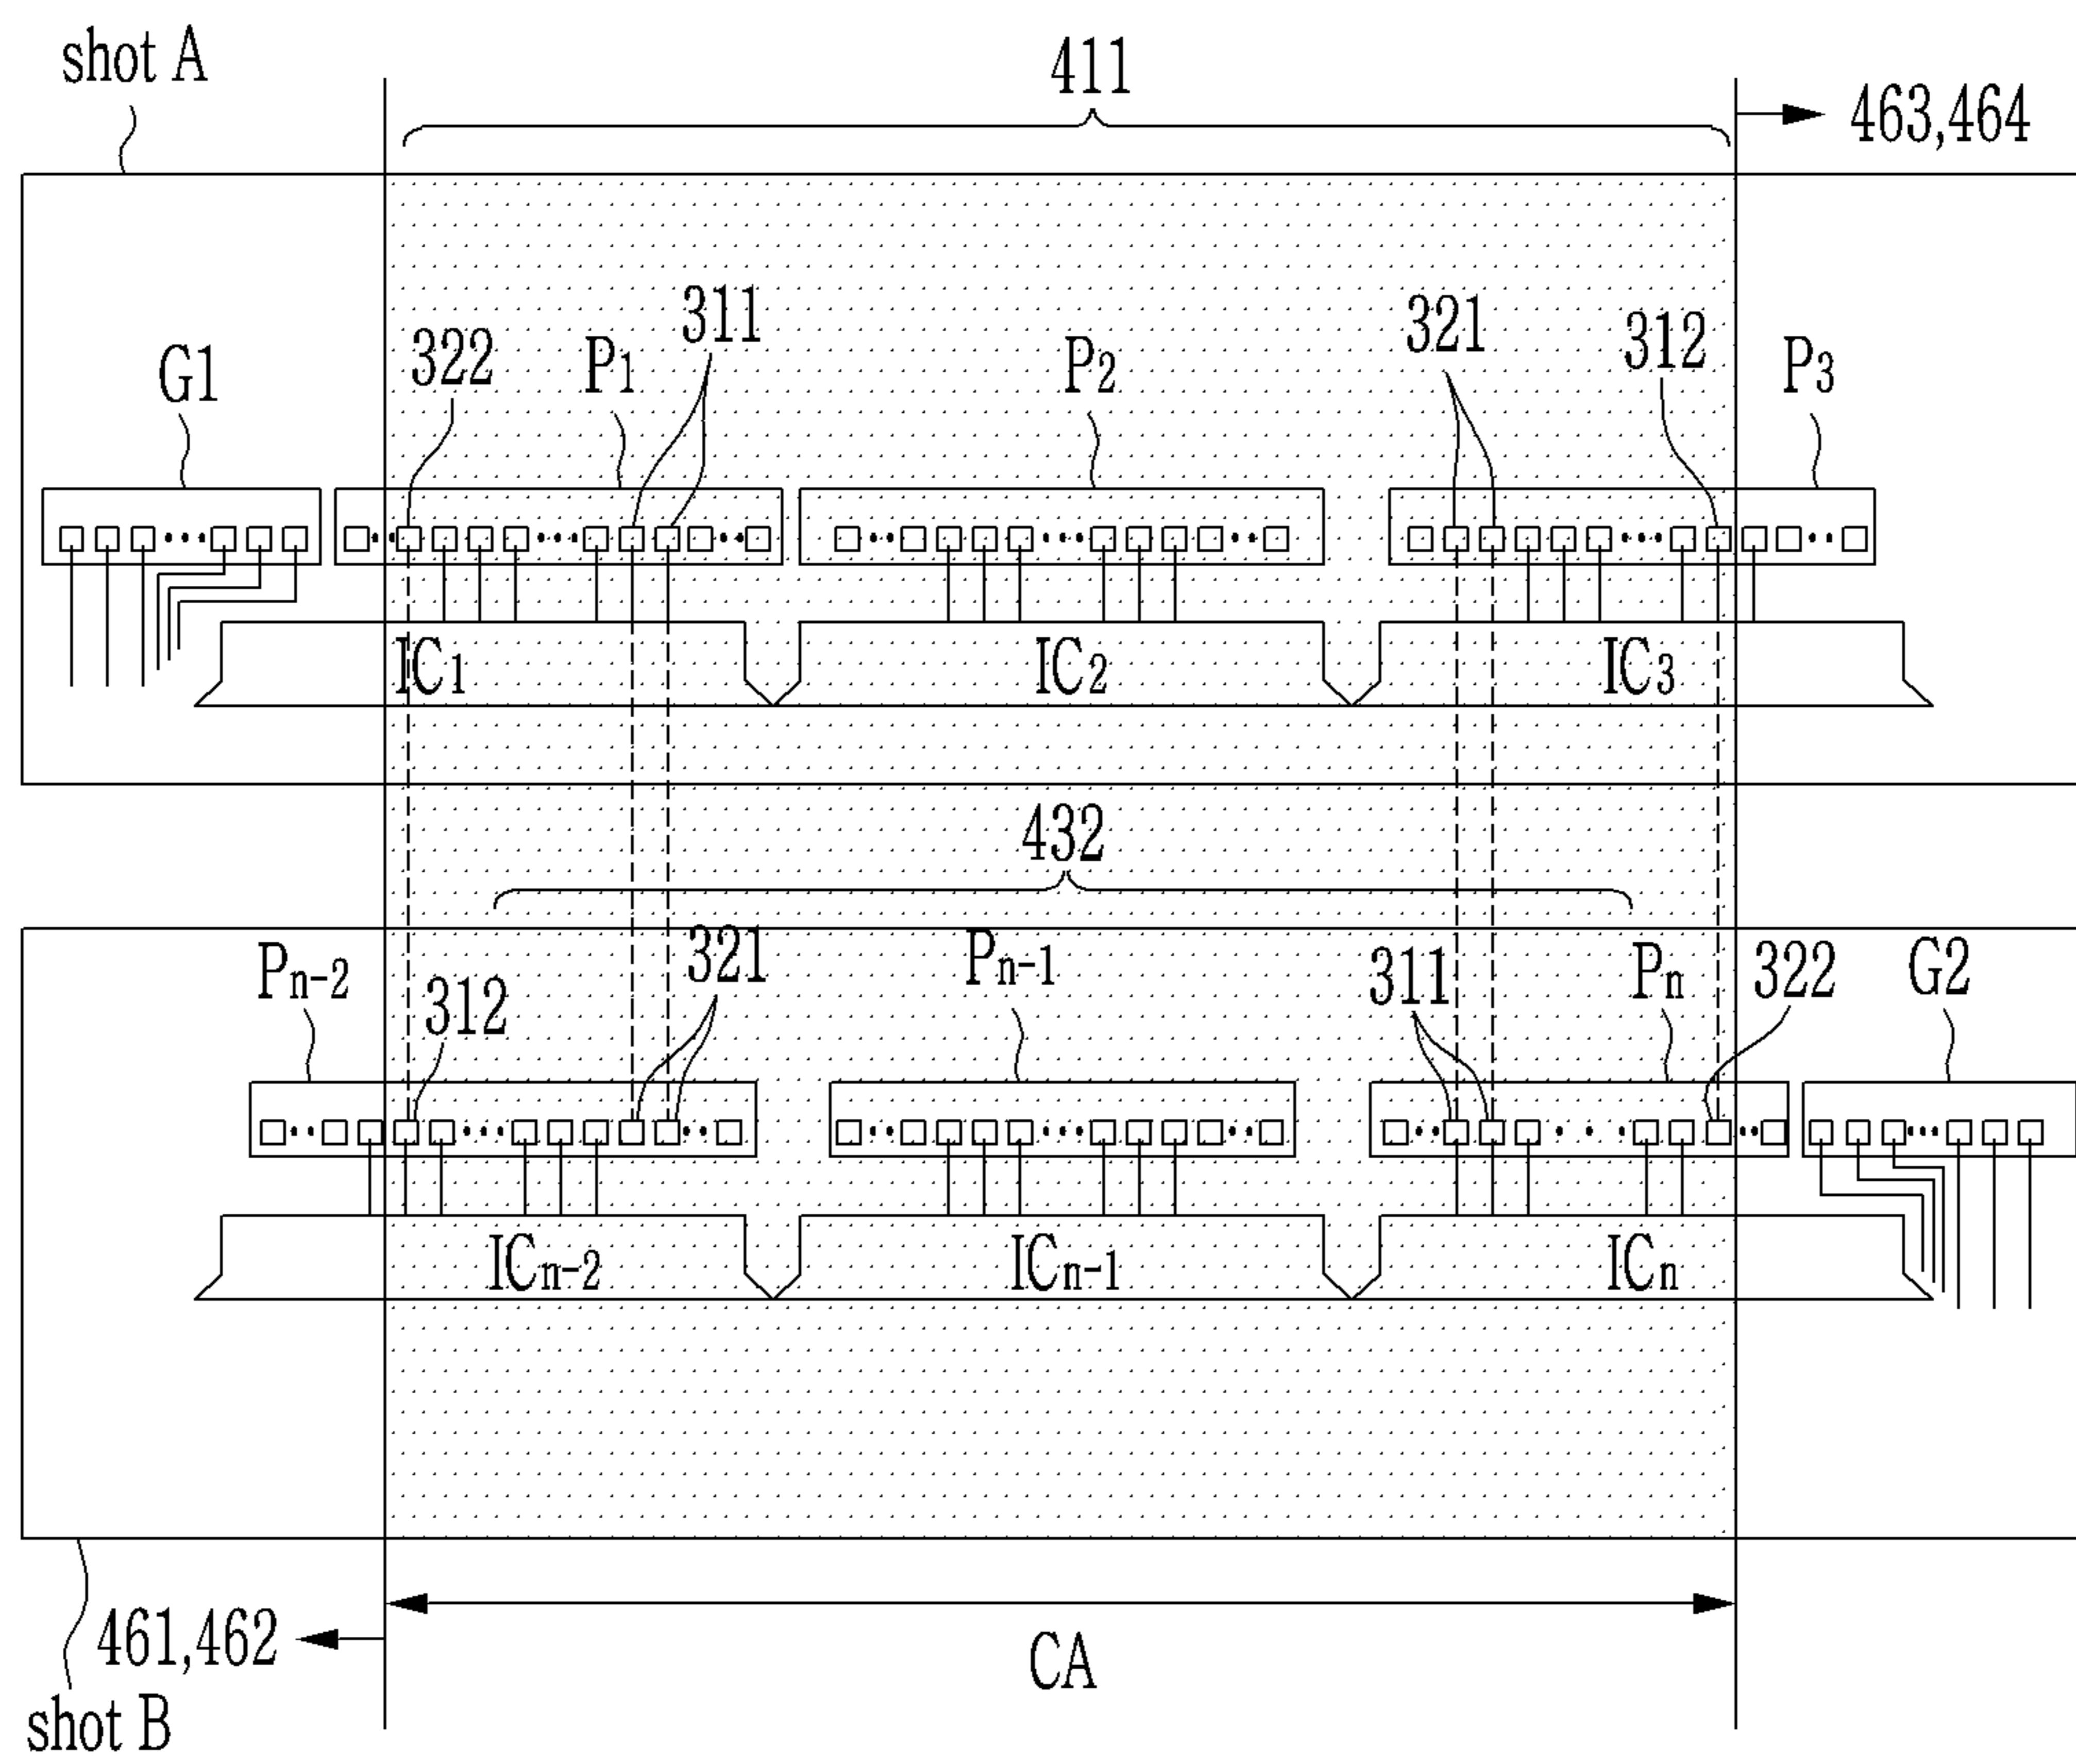 shot A
411
463,464
G1
322
P1
311
P2
321
312
P3
IC1
IC2
IC3
432
Pn-2
312
321
Pn-1
311
Pn
322
G2
ICn-2
ICn-1
ICn
461,462
CA
shot B